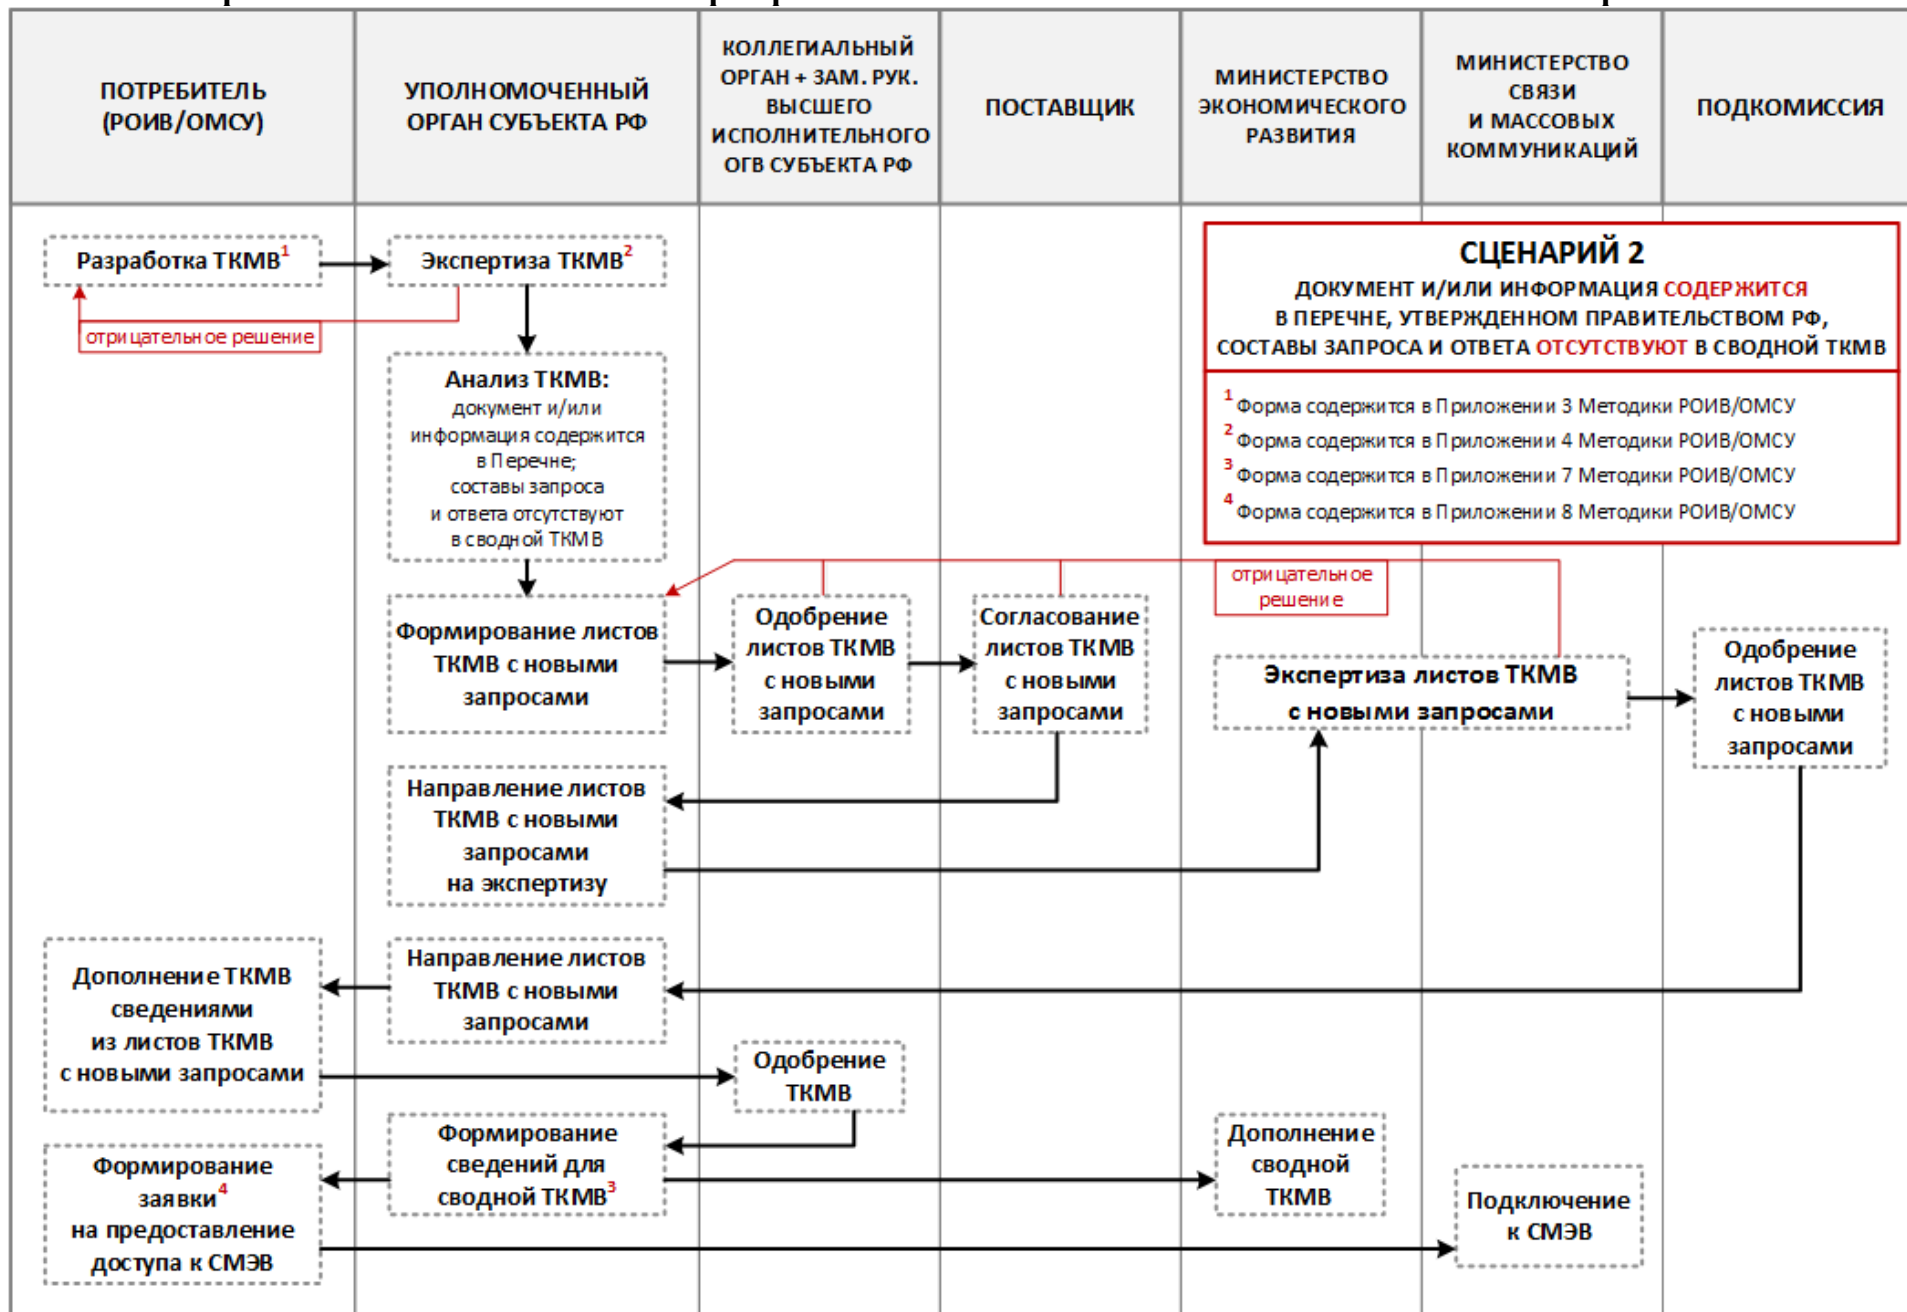 ПОТРЕБИТЕЛЬ
(РОИВ/ОМСУ)
УПОЛНОМОЧЕННЫЙ
ОРГАН СУБЪЕКТА РФ
КОЛЛЕГИАЛЬНЫЙ
ОРГАН + ЗАМ. РУК.
ВЫСШЕГО
ИСПОЛНИТЕЛЬНОГО
ОГВ СУБЪЕКТА РФ
ПОСТАВЩИК
МИНИСТЕРСТВО
ЭКОНОМИЧЕСКОГО
РАЗВИТИЯ
МИНИСТЕРСТВО
СВЯЗИ
И МАССОВЫХ
КОММУНИКАЦИЙ
ПОДКОМИССИЯ
Разработка ТКМВ1
Экспертиза ТКМВ2
отрицательное решение
СЦЕНАРИЙ 2
ДОКУМЕНТ И/ИЛИ ИНФОРМАЦИЯ СОДЕРЖИТСЯ
В ПЕРЕЧНЕ, УТВЕРЖДЕННОМ ПРАВИТЕЛЬСТВОМ РФ,
СОСТАВЫ ЗАПРОСА И ОТВЕТА ОТСУТСТВУЮТ В СВОДНОЙ ТКМВ
1 Форма содержится в Приложении 3 Методики РОИВ/ОМСУ
2 Форма содержится в Приложении 4 Методики РОИВ/ОМСУ
3 Форма содержится в Приложении 7 Методики РОИВ/ОМСУ
4 Форма содержится в Приложении 8 Методики РОИВ/ОМСУ
Анализ ТКМВ:
документ и/или
информация содержится
в Перечне;
составы запроса
и ответа отсутствуют
в сводной ТКМВ
отрицательное
решение
Формирование листов
ТКМВ с новыми
запросами
Одобрение
листов ТКМВ
с новыми
запросами
Согласование
листов ТКМВ
с новыми
запросами
Экспертиза листов ТКМВ
с новыми запросами
Одобрение
листов ТКМВ
с новыми
запросами
Направление листов
ТКМВ с новыми
запросами
на экспертизу
Дополнение ТКМВ
сведениями
из листов ТКМВ
с новыми запросами
Направление листов
ТКМВ с новыми
запросами
Одобрение
ТКМВ
Формирование
сведений для
сводной ТКМВ3
Дополнение
сводной
ТКМВ
Формирование
заявки4
на предоставление
доступа к СМЭВ
Подключение
к СМЭВ